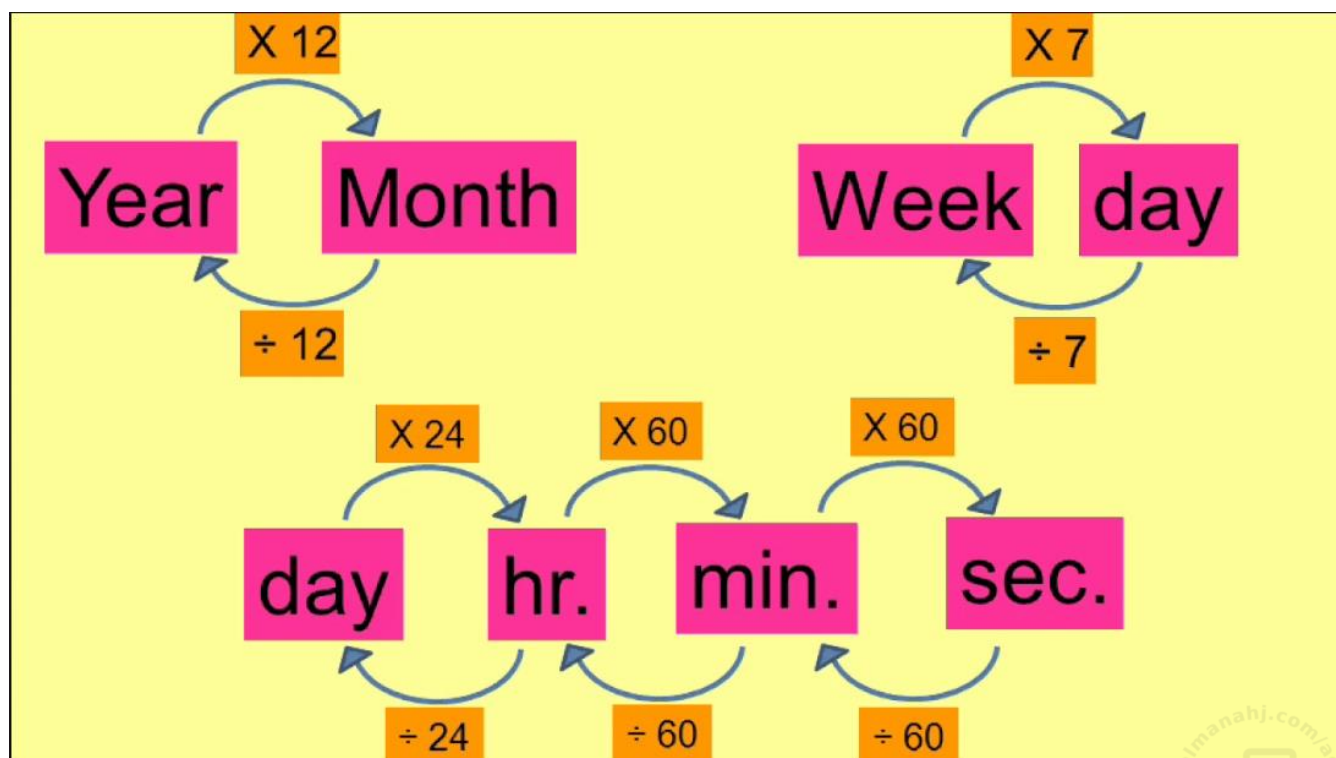 X 12
X 7
Year Month
Week day
÷ 12
÷ 7
X 24
X 60
X 60
day hr. min. sec.
÷ 24
÷ 60
÷ 60